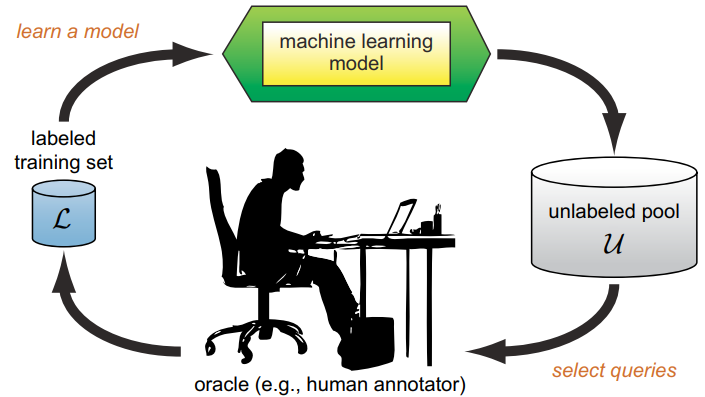 learn a model
machine learning
model
labeled
training set
ℒ
unlabeled pool
𝒰
select queries
oracle (e.g., human annotator)